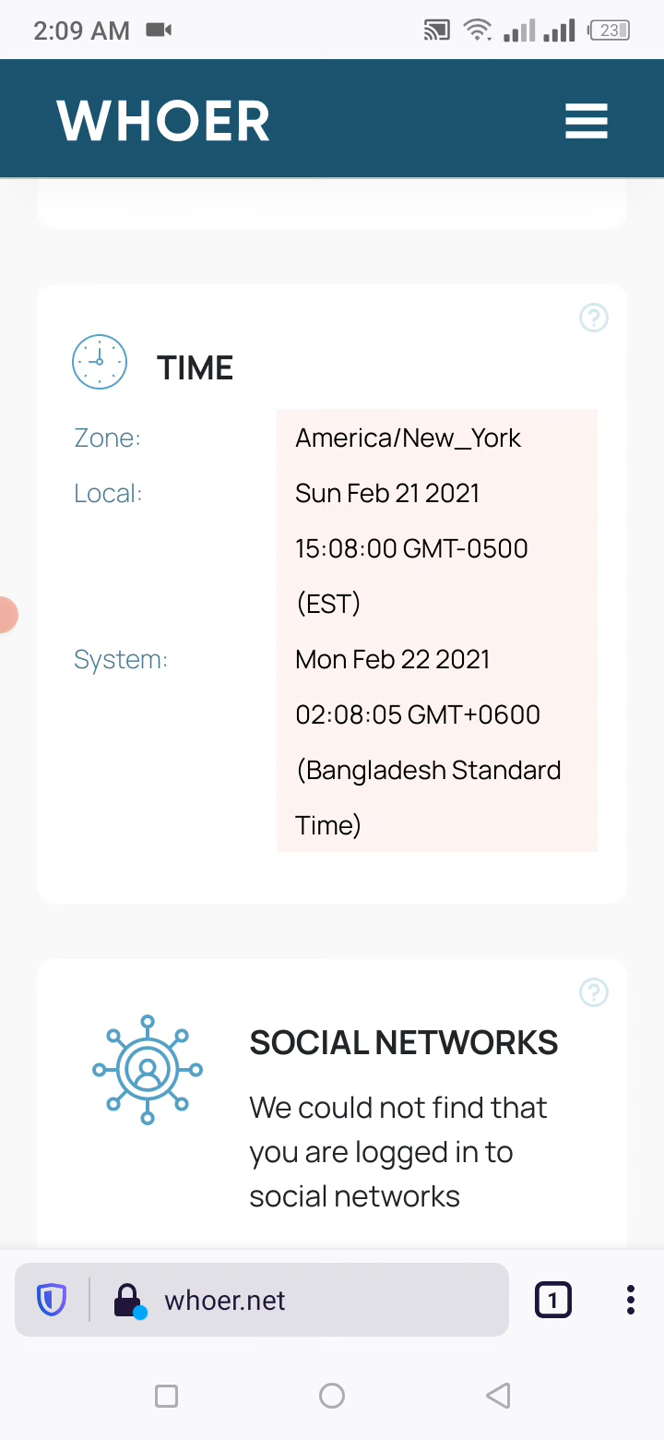 2:09 AM
23
WHOER
?
TIME
Zone: America/New_York
Local: Sun Feb 21 2021
15:08:00 GMT-0500
(EST)
System: Mon Feb 22 2021
02:08:05 GMT+0600
(Bangladesh Standard
Time)
?
SOCIAL NETWORKS
We could not find that
you are logged in to
social networks
whoer.net
1